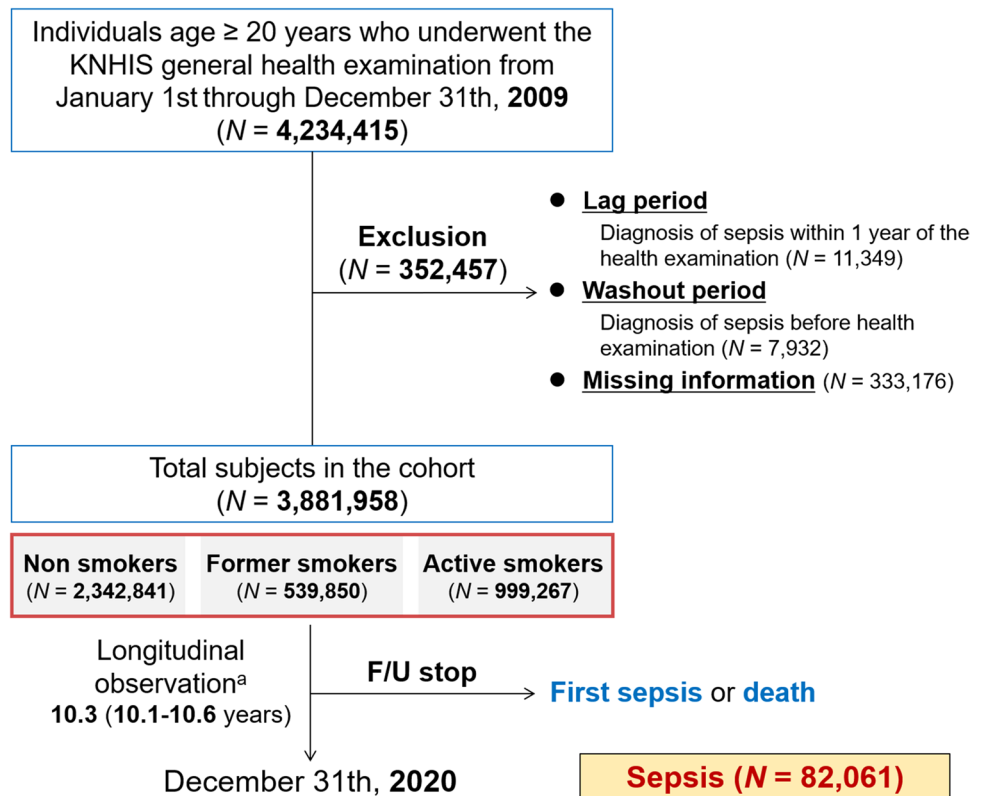 Individuals age ≥ 20 years who underwent the
KNHIS general health examination from
January 1st through December 31th, 2009
(N = 4,234,415)
Exclusion
(N = 352,457)
● Lag period
Diagnosis of sepsis within 1 year of the
health examination (N = 11,349)
● Washout period
Diagnosis of sepsis before health
examination (N = 7,932)
● Missing information (N = 333,176)
Total subjects in the cohort
(N = 3,881,958)
Non smokers
(N = 2,342,841)
Former smokers
(N = 539,850)
Active smokers
(N = 999,267)
Longitudinal
observationᵃ
10.3 (10.1-10.6 years)
F/U stop
First sepsis or death
December 31th, 2020
Sepsis (N = 82,061)